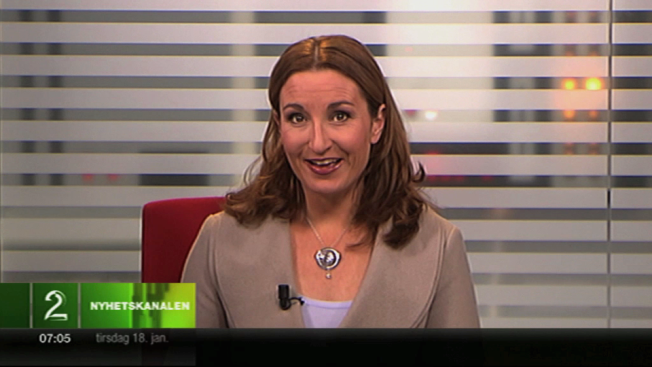 2 NYHETSKANALEN
07:05 tirsdag 18. jan.